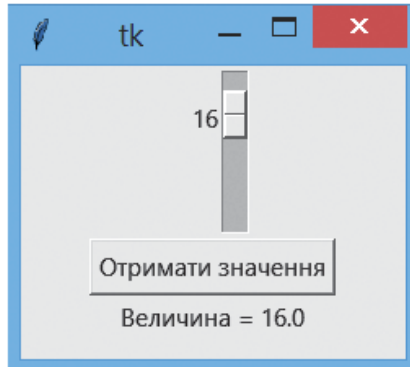 tk
16
Отримати значення
Величина = 16.0